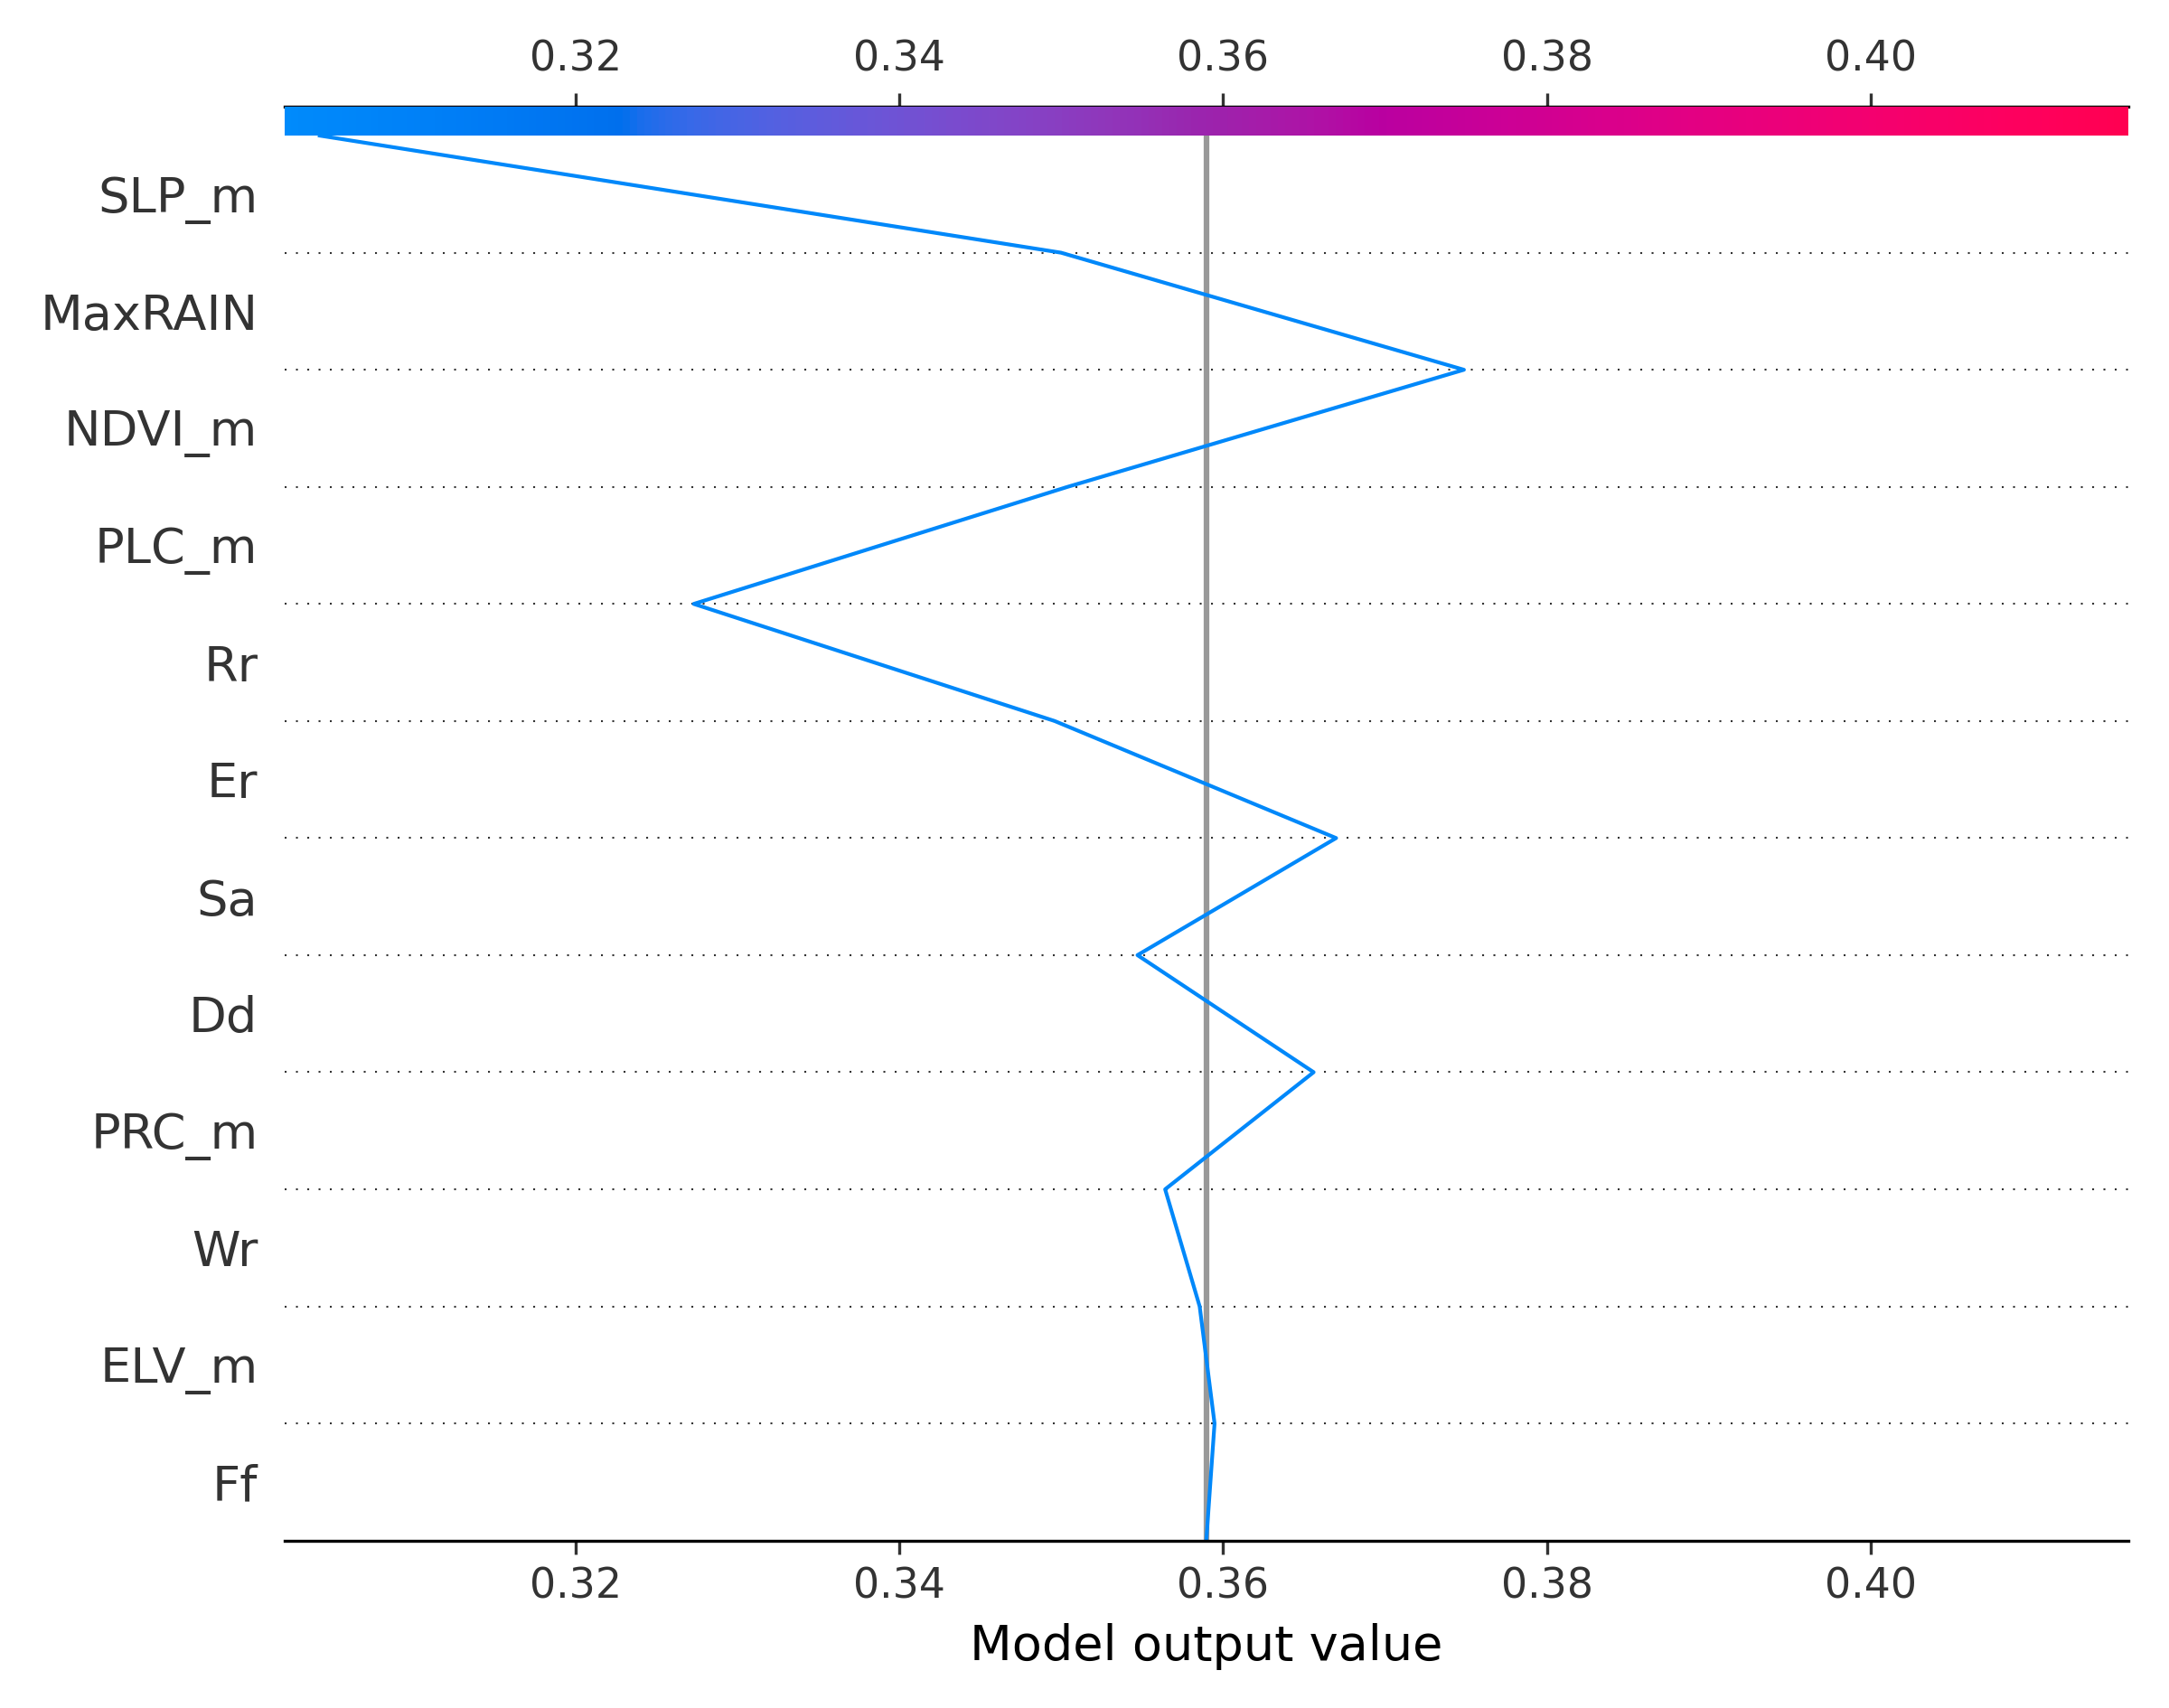 0.32 0.34 0.36 0.38 0.40
SLP_m
MaxRAIN
NDVI_m
PLC_m
Rr
Er
Sa
Dd
PRC_m
Wr
ELV_m
Ff
0.32 0.34 0.36 0.38 0.40
Model output value